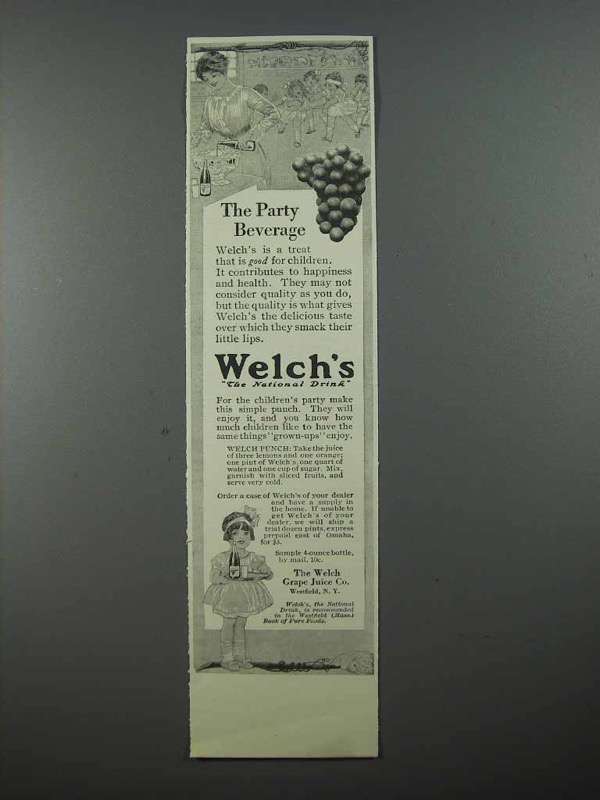 The Party
Beverage
Welch's is a treat
that is good for children.
It contributes to happiness
and health. They may not
consider quality as you do,
but the quality is what gives
Welch's the delicious taste
over which they smack their
little lips.
Welch's
"The National Drink"
For the children's party make
this simple punch. They will
enjoy it, and you know how
much children like to have the
same things "grown-ups" enjoy.
WELCH PUNCH: Take the juice
of three lemons and one orange;
one pint of Welch's, one quart of
water and one cup of sugar. Mix,
garnish with sliced fruits, and
serve very cold.
Order a case of Welch's of your dealer
and have a supply in
the home. If unable to
get Welch's of your
dealer, we will ship a
trial dozen pints, express
prepaid east of Omaha,
for $3.
Sample 4-ounce bottle,
by mail, 10c.
The Welch
Grape Juice Co.
Westfield, N. Y.
Welch's, the National
Drink, is recommended
in the Westfield (Mass.)
Book of Pure Foods.